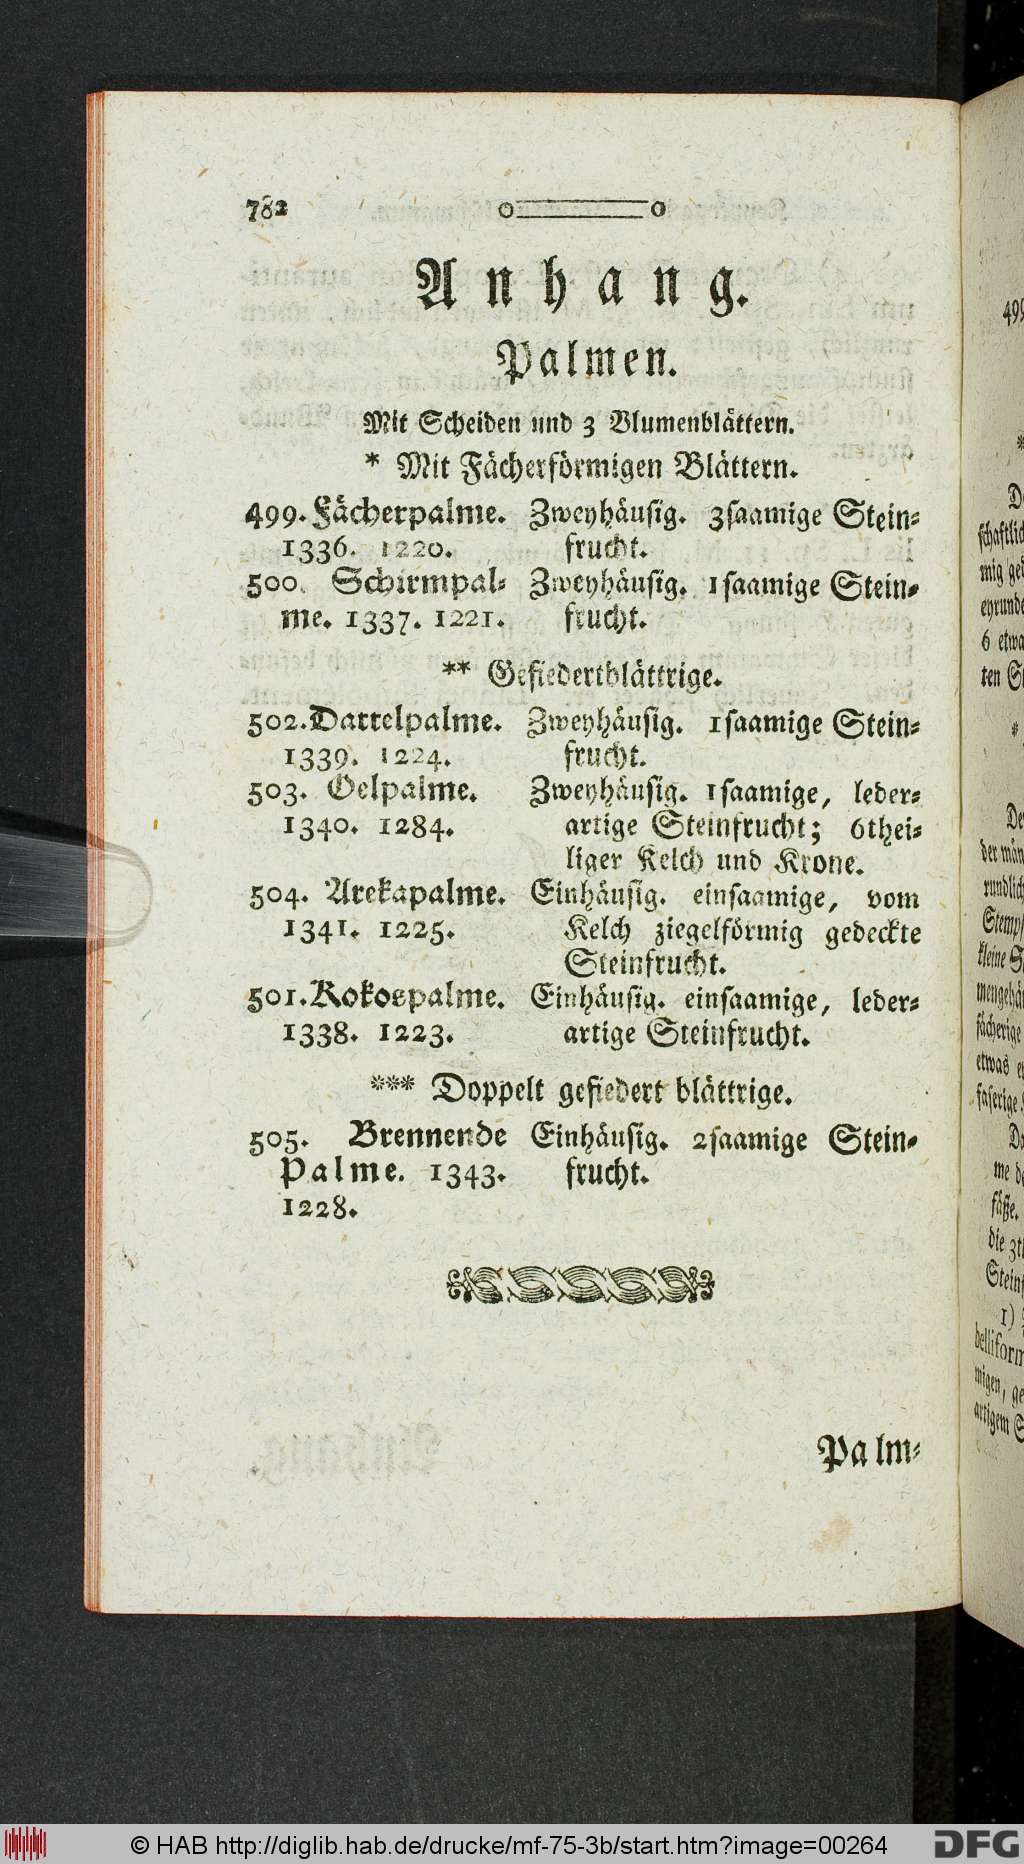 782
Anhang.
Palmen.
Mit Scheiden und 3 Blumenblättern.
* Mit Fächerförmigen Blättern.
499. Fächerpalme. Zweyhäusig. 3saamige Stein-
1336. 1220. frucht.
500. Schirmpal- Zweyhäusig. 1saamige Stein-
me. 1337. 1221. frucht.
** Gefiedertblättrige.
502. Dattelpalme. Zweyhäusig. 1saamige Stein-
1339. 1224. frucht.
503. Oelpalme. Zweyhäusig. 1saamige, leder-
1340. 1284. artige Steinfrucht; 6thei-
liger Kelch und Krone.
504. Arekapalme. Einhäusig. einsaamige, vom
1341. 1225. Kelch ziegelförmig gedeckte
Steinfrucht.
501. Kokospalme. Einhäusig. einsaamige, leder-
1338. 1223. artige Steinfrucht.
*** Doppelt gefiedert blättrige.
505. Brennende Einhäusig. 2saamige Stein-
Palme. 1343. frucht.
1228.
Palm-
© HAB http://diglib.hab.de/drucke/mf-75-3b/start.htm?image=00264
DFG